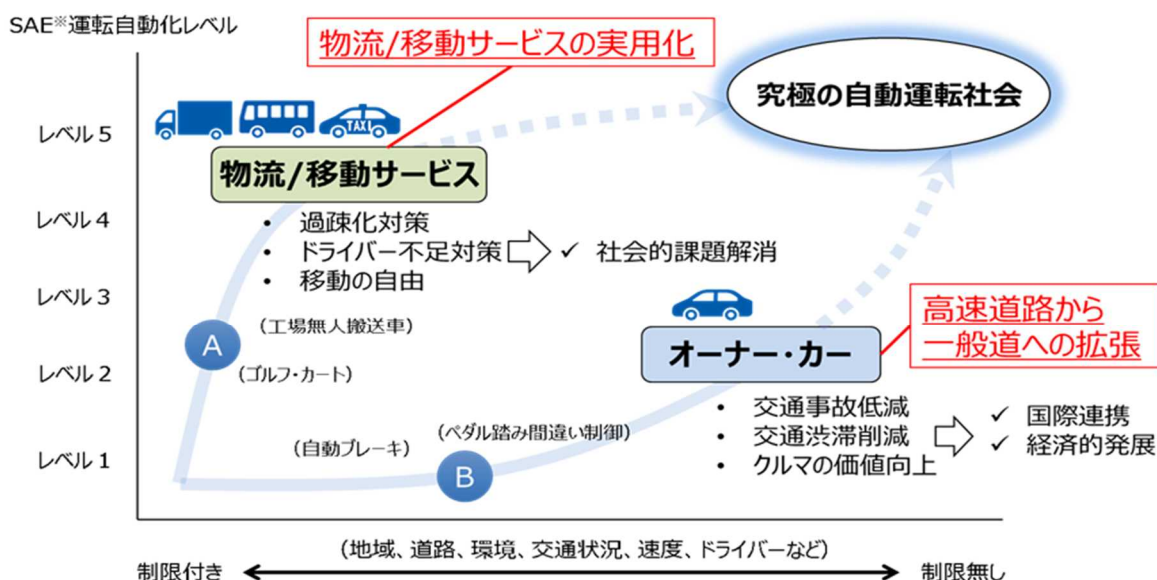 SAE※運転自動化レベル
物流/移動サービスの実用化
究極の自動運転社会
レベル5
TAXI
物流/移動サービス
レベル4
• 過疎化対策
• ドライバー不足対策
• 移動の自由
✓ 社会的課題解消
レベル3
高速道路から
一般道への拡張
A
(工場無人搬送車)
オーナー・カー
レベル2
(ゴルフ・カート)
• 交通事故低減
• 交通渋滞削減
• クルマの価値向上
✓ 国際連携
✓ 経済的発展
(自動ブレーキ)
(ペダル踏み間違い制御)
レベル1
B
(地域、道路、環境、交通状況、速度、ドライバーなど)
制限付き
制限無し